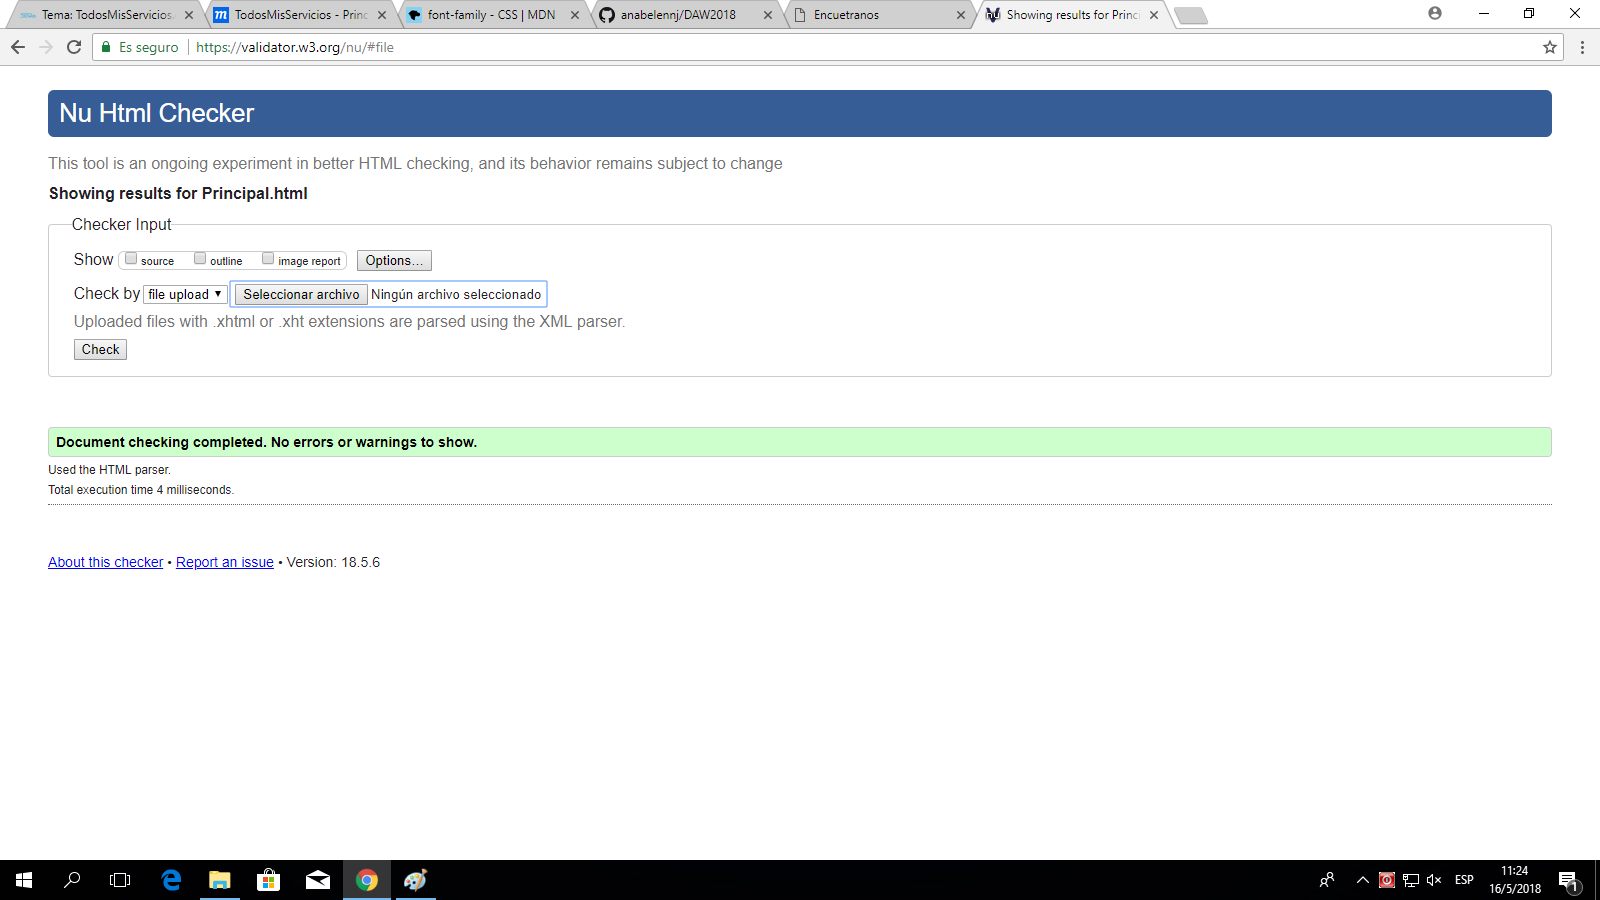 Tema: TodosMisServicios.
TodosMisServicios - Princ
font-family - CSS | MDN
anabelennj/DAW2018
Encuetranos
Showing results for Princi
Es seguro
https://validator.w3.org/nu/#file
Nu Html Checker
This tool is an ongoing experiment in better HTML checking, and its behavior remains subject to change
Showing results for Principal.html
Checker Input
Show source outline image report Options...
Check by file upload Seleccionar archivo Ningún archivo seleccionado
Uploaded files with .xhtml or .xht extensions are parsed using the XML parser.
Check
Document checking completed. No errors or warnings to show.
Used the HTML parser.
Total execution time 4 milliseconds.
About this checker • Report an issue • Version: 18.5.6
ESP
11:24
16/5/2018
1